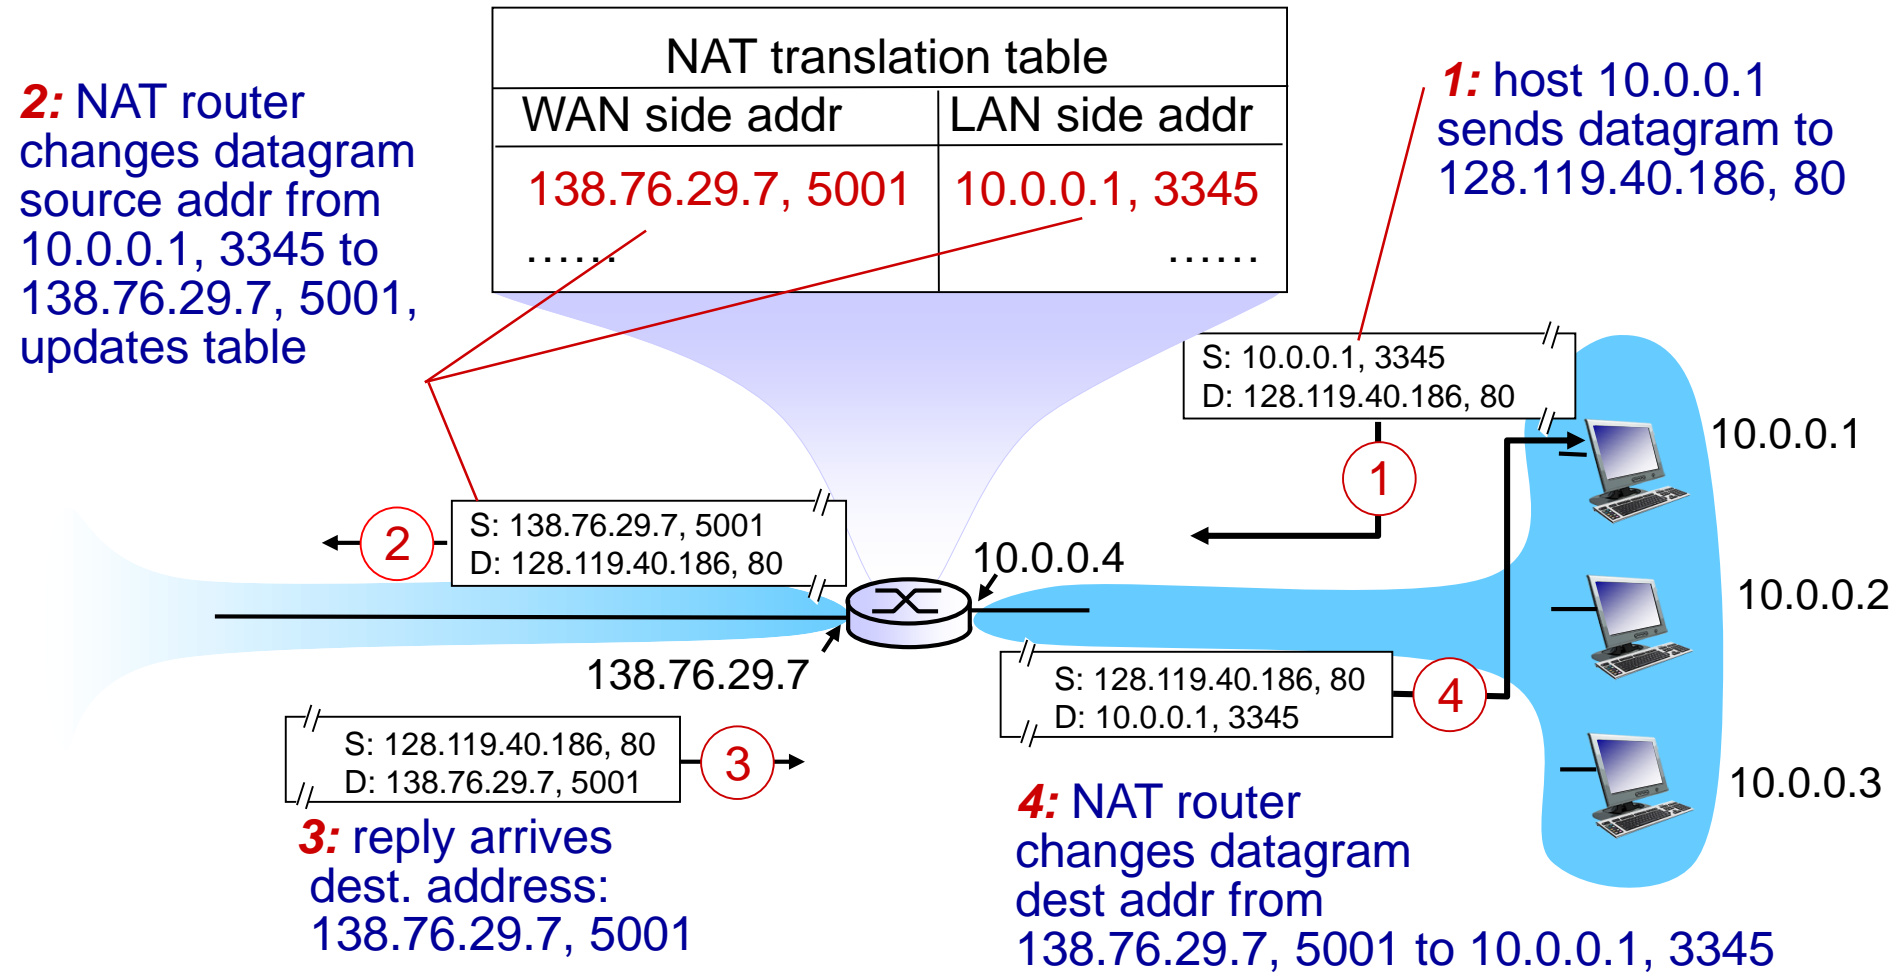 NAT translation table
WAN side addr
LAN side addr
138.76.29.7, 5001
10.0.0.1, 3345
......
......
2: NAT router
changes datagram
source addr from
10.0.0.1, 3345 to
138.76.29.7, 5001,
updates table
1: host 10.0.0.1
sends datagram to
128.119.40.186, 80
S: 10.0.0.1, 3345
D: 128.119.40.186, 80
1
10.0.0.1
S: 138.76.29.7, 5001
D: 128.119.40.186, 80
2
10.0.0.4
10.0.0.2
138.76.29.7
S: 128.119.40.186, 80
D: 10.0.0.1, 3345
4
S: 128.119.40.186, 80
D: 138.76.29.7, 5001
3
10.0.0.3
3: reply arrives
dest. address:
138.76.29.7, 5001
4: NAT router
changes datagram
dest addr from
138.76.29.7, 5001 to 10.0.0.1, 3345